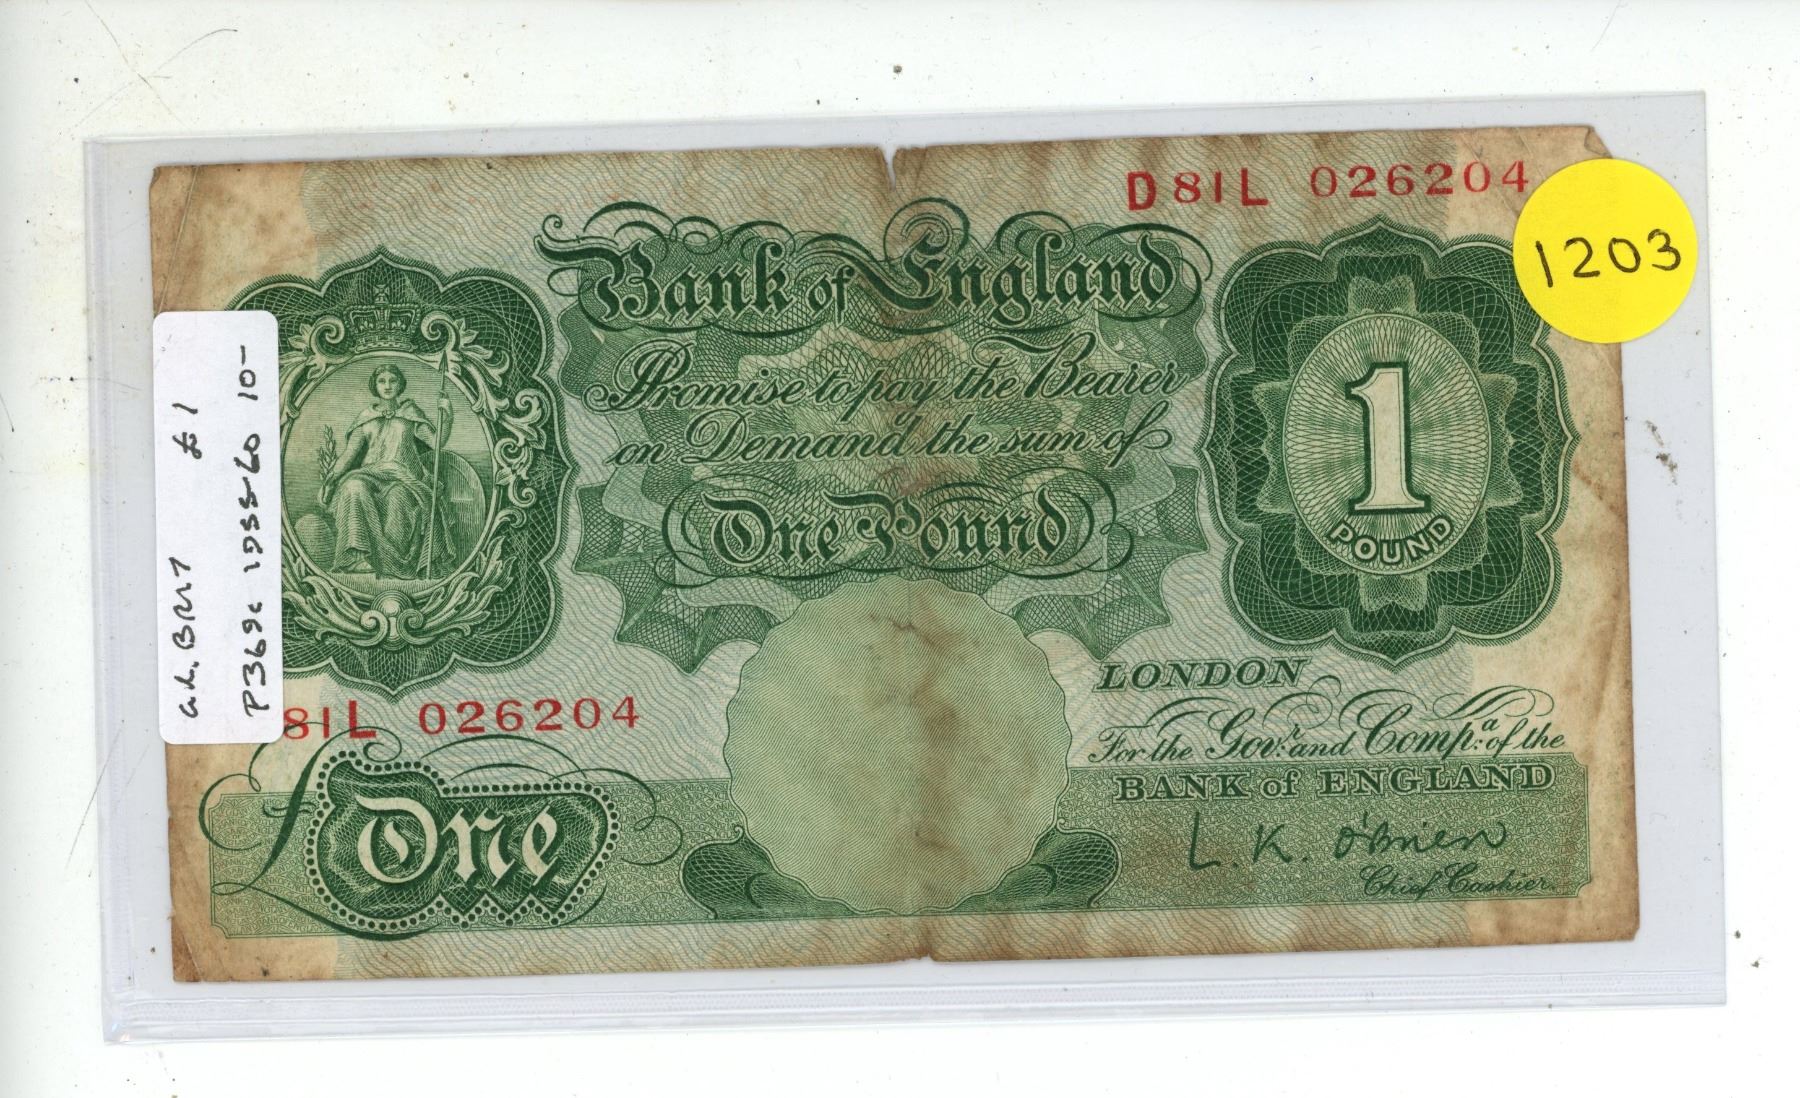 D81L 026204
1203
Bank of England
I Promise to pay the Bearer
on Demand the sum of
One Pound
1
POUND
81L 026204
LONDON
For the Govr. and Compa. of the
BANK of ENGLAND
L. K. O'Brien
Chief Cashier.
£ One
£1
P369c 1955-60 10-